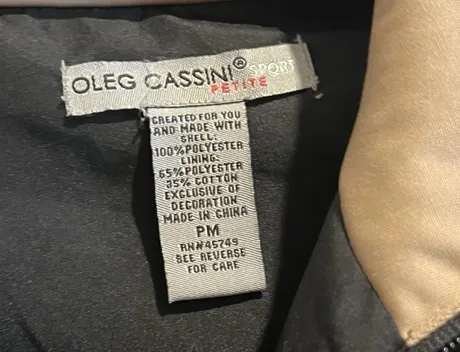 OLEG CASSINI® SPORT
PETITE
CREATED FOR YOU
AND MADE WITH
SHELL:
100%POLYESTER
LINING:
65%POLYESTER
35% COTTON
EXCLUSIVE OF
DECORATION
MADE IN CHINA
PM
RN#45749
SEE REVERSE
FOR CARE